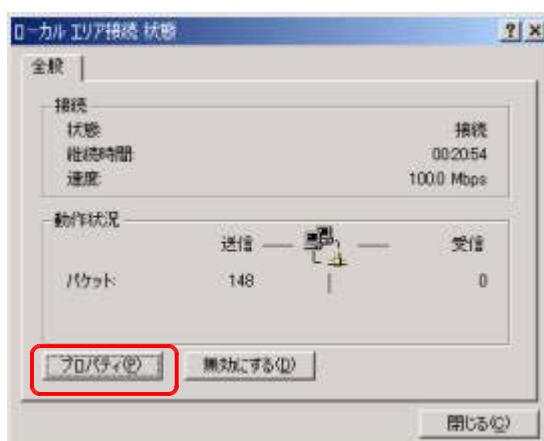 ローカル エリア接続 状態
全般
接続
状態: 接続
継続時間: 00:20:54
速度: 100.0 Mbps
動作状況
送信 受信
パケット: 148 0
プロパティ(P) 無効にする(D)
閉じる(C)